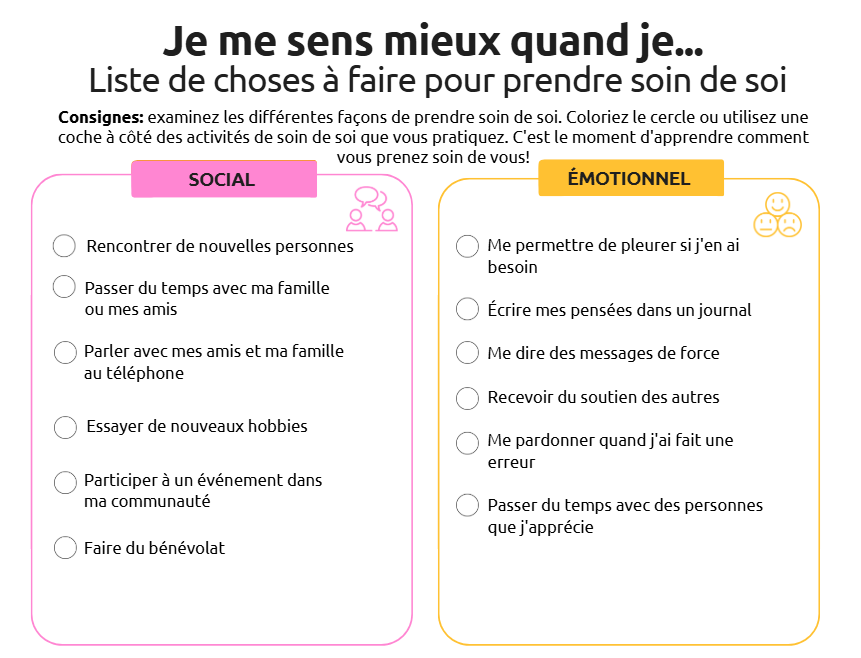 Je me sens mieux quand je...
Liste de choses à faire pour prendre soin de soi
Consignes: examinez les différentes façons de prendre soin de soi. Coloriez le cercle ou utilisez une
coche à côté des activités de soin de soi que vous pratiquez. C'est le moment d'apprendre comment
vous prenez soin de vous!
SOCIAL
Rencontrer de nouvelles personnes
Passer du temps avec ma famille
ou mes amis
Parler avec mes amis et ma famille
au téléphone
Essayer de nouveaux hobbies
Participer à un événement dans
ma communauté
Faire du bénévolat
ÉMOTIONNEL
Me permettre de pleurer si j'en ai
besoin
Écrire mes pensées dans un journal
Me dire des messages de force
Recevoir du soutien des autres
Me pardonner quand j'ai fait une
erreur
Passer du temps avec des personnes
que j'apprécie